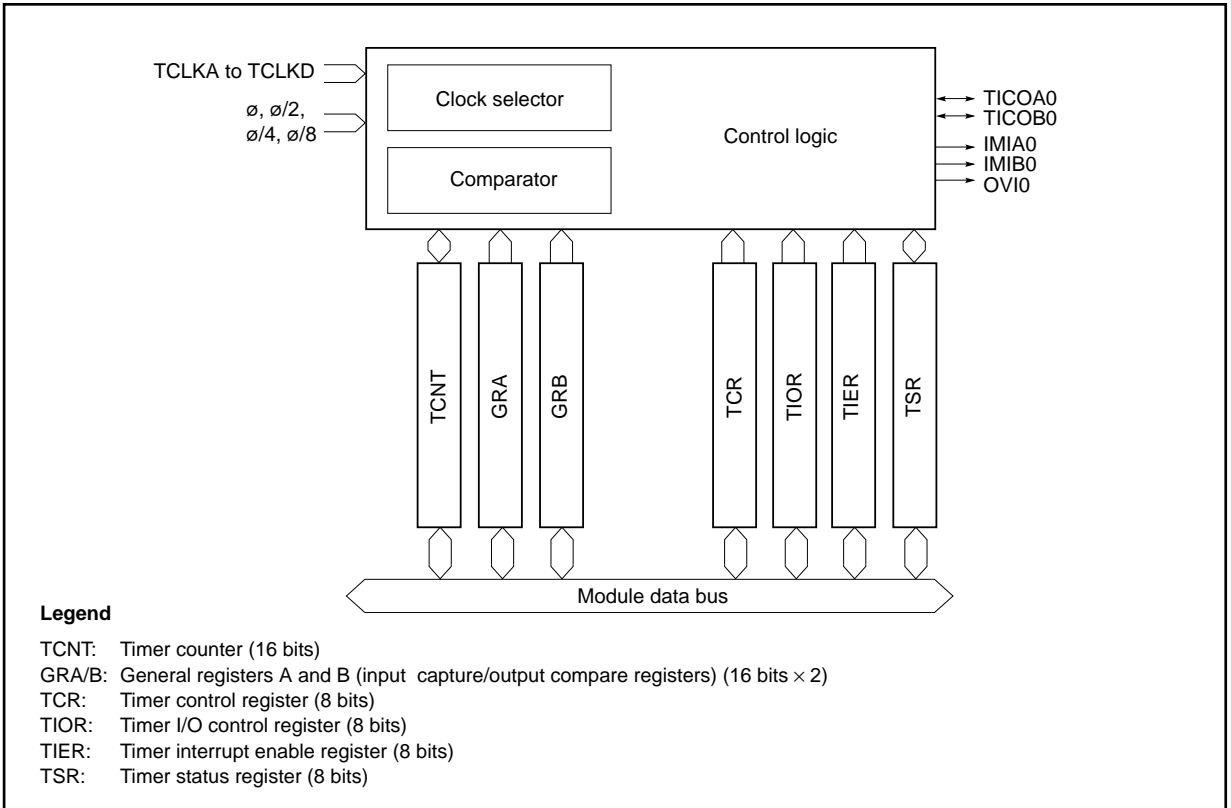 TCLKA to TCLKD
ø, ø/2,
ø/4, ø/8
Clock selector
Comparator
Control logic
TICOA0
TICOB0
IMIA0
IMIB0
OVI0
TCNT
GRA
GRB
TCR
TIOR
TIER
TSR
Module data bus
Legend
TCNT: Timer counter (16 bits)
GRA/B: General registers A and B (input capture/output compare registers) (16 bits × 2)
TCR: Timer control register (8 bits)
TIOR: Timer I/O control register (8 bits)
TIER: Timer interrupt enable register (8 bits)
TSR: Timer status register (8 bits)